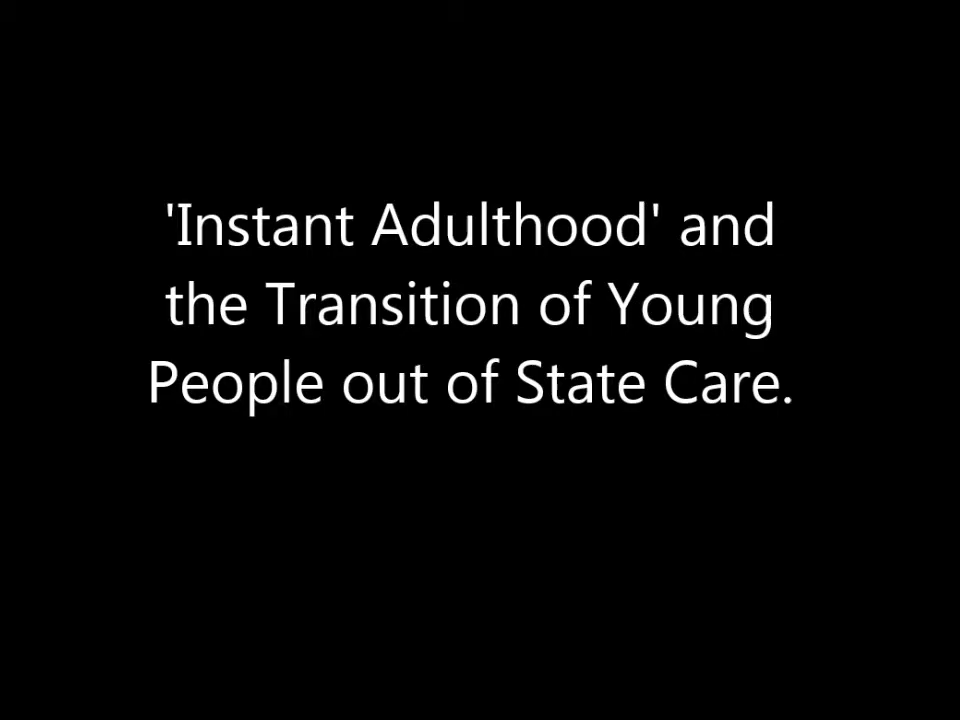 'Instant Adulthood' and
the Transition of Young
People out of State Care.